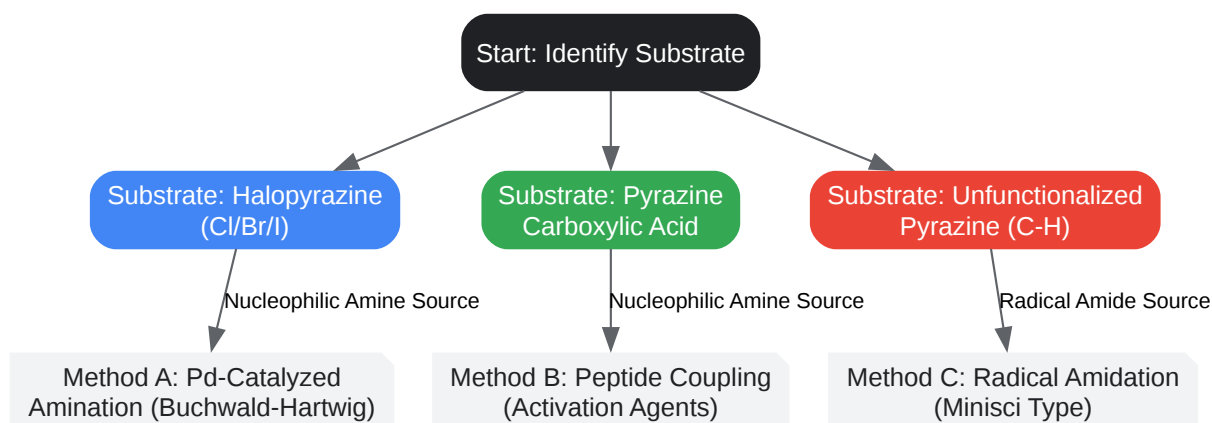 Start: Identify Substrate
Substrate: Halopyrazine
(Cl/Br/I)
Substrate: Pyrazine
Carboxylic Acid
Substrate: Unfunctionalized
Pyrazine (C-H)
Nucleophilic Amine Source
Nucleophilic Amine Source
Radical Amide Source
Method A: Pd-Catalyzed
Amination (Buchwald-Hartwig)
Method B: Peptide Coupling
(Activation Agents)
Method C: Radical Amidation
(Minisci Type)